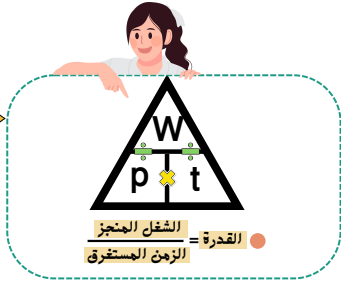 W
p t
الشغل المنجز
القدرة =
الزمن المستغرق